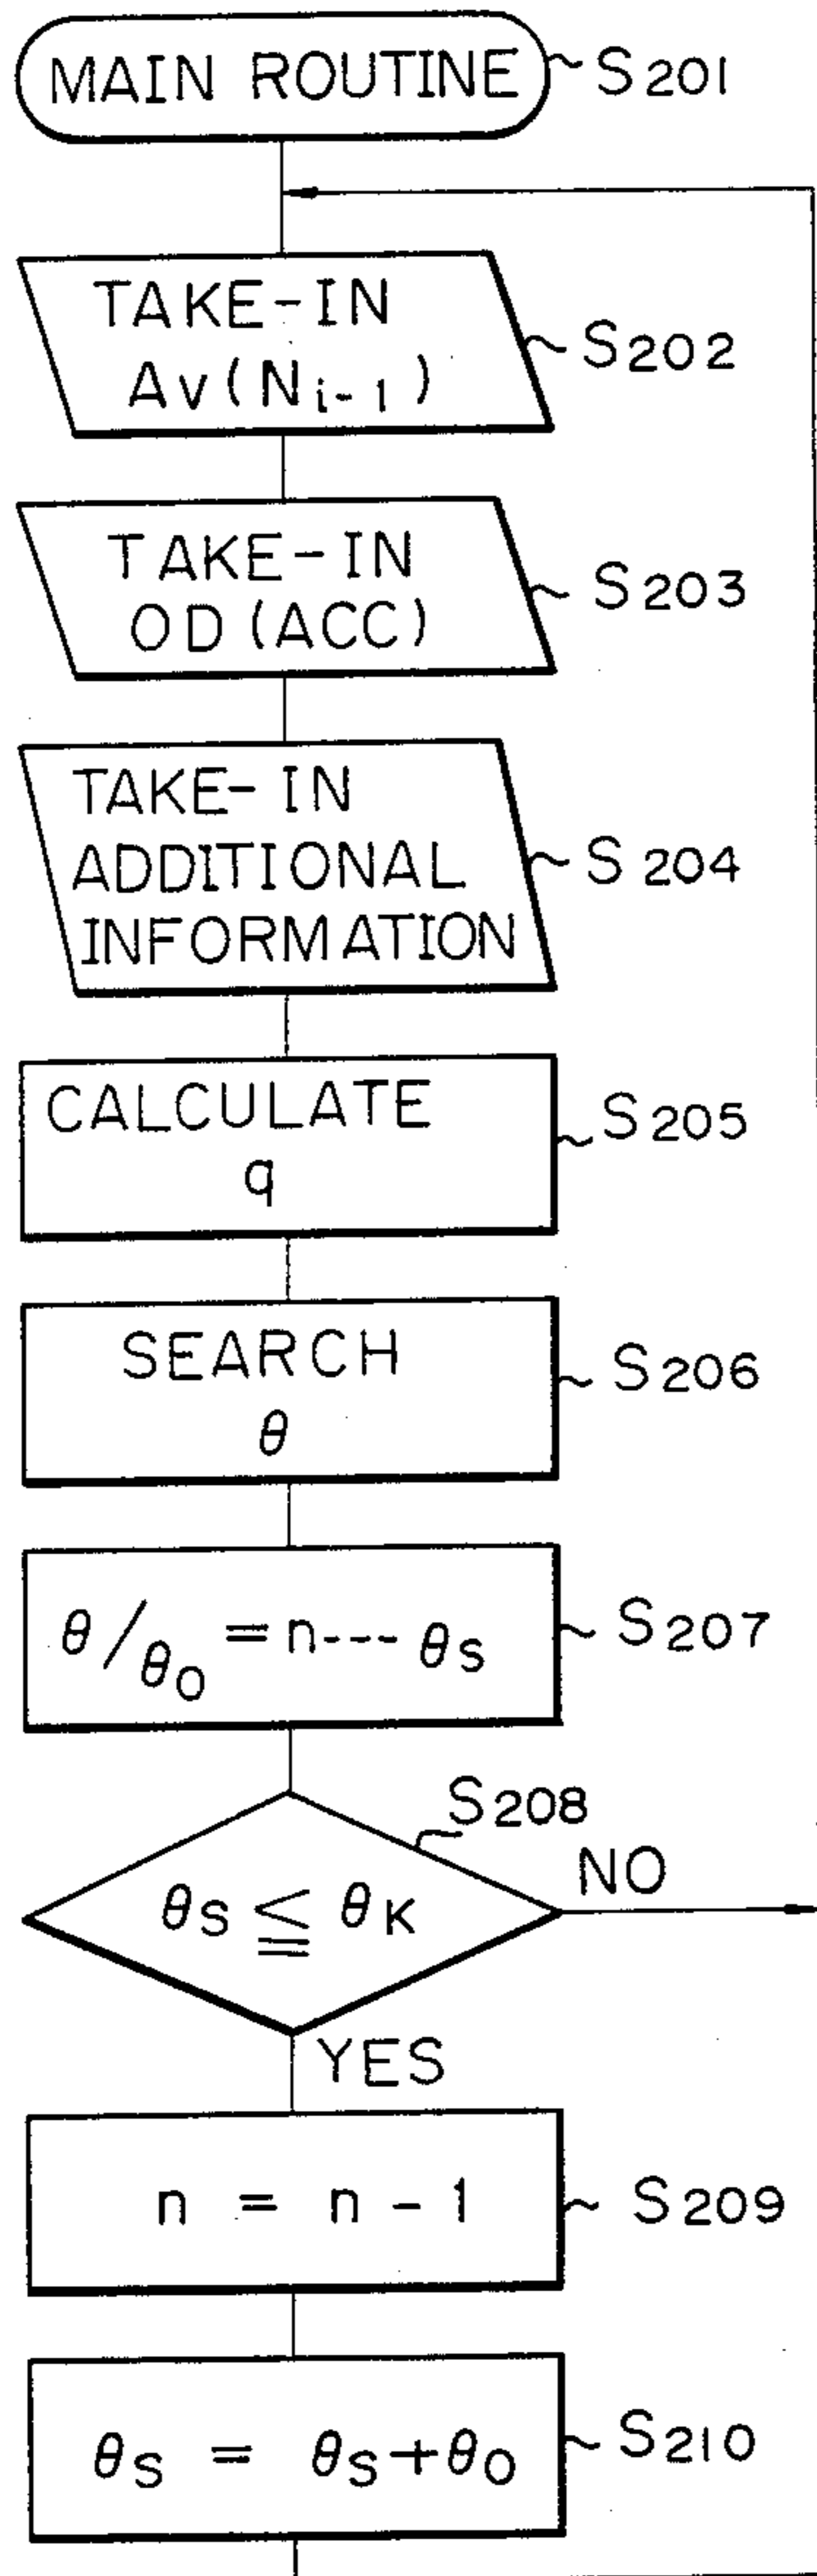 MAIN ROUTINE S201
TAKE-IN
Av(Ni-1)
S202
TAKE-IN
OD(ACC)
S203
TAKE-IN
ADDITIONAL
INFORMATION
S204
CALCULATE
q
S205
SEARCH
θ
S206
θ/θ0 = n--- θs
S207
S208
θs ≦ θK
NO
YES
n = n - 1
S209
θs = θs+θ0
S210